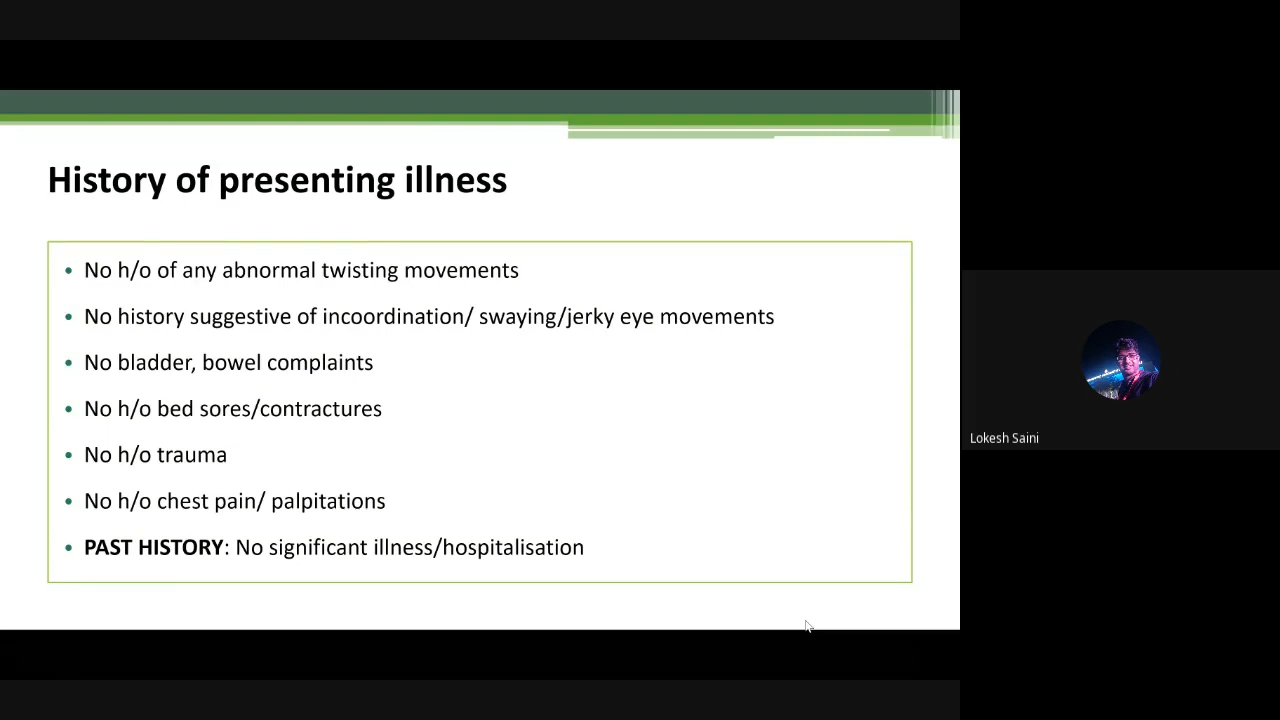 History of presenting illness
• No h/o of any abnormal twisting movements
• No history suggestive of incoordination/ swaying/jerky eye movements
• No bladder, bowel complaints
• No h/o bed sores/contractures
• No h/o trauma
• No h/o chest pain/ palpitations
• PAST HISTORY: No significant illness/hospitalisation
Lokesh Saini